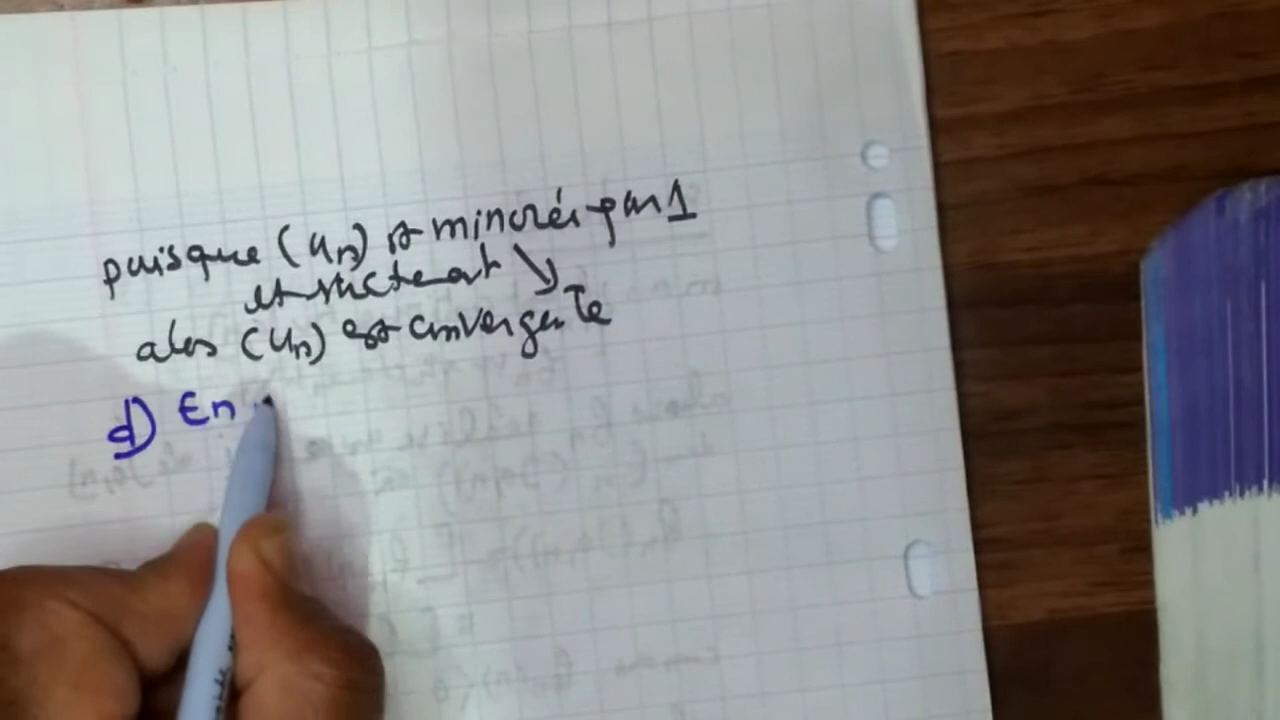 puisque (Un) est minorée par 1
et strictement ↘
alors (Un) est convergente
d) En